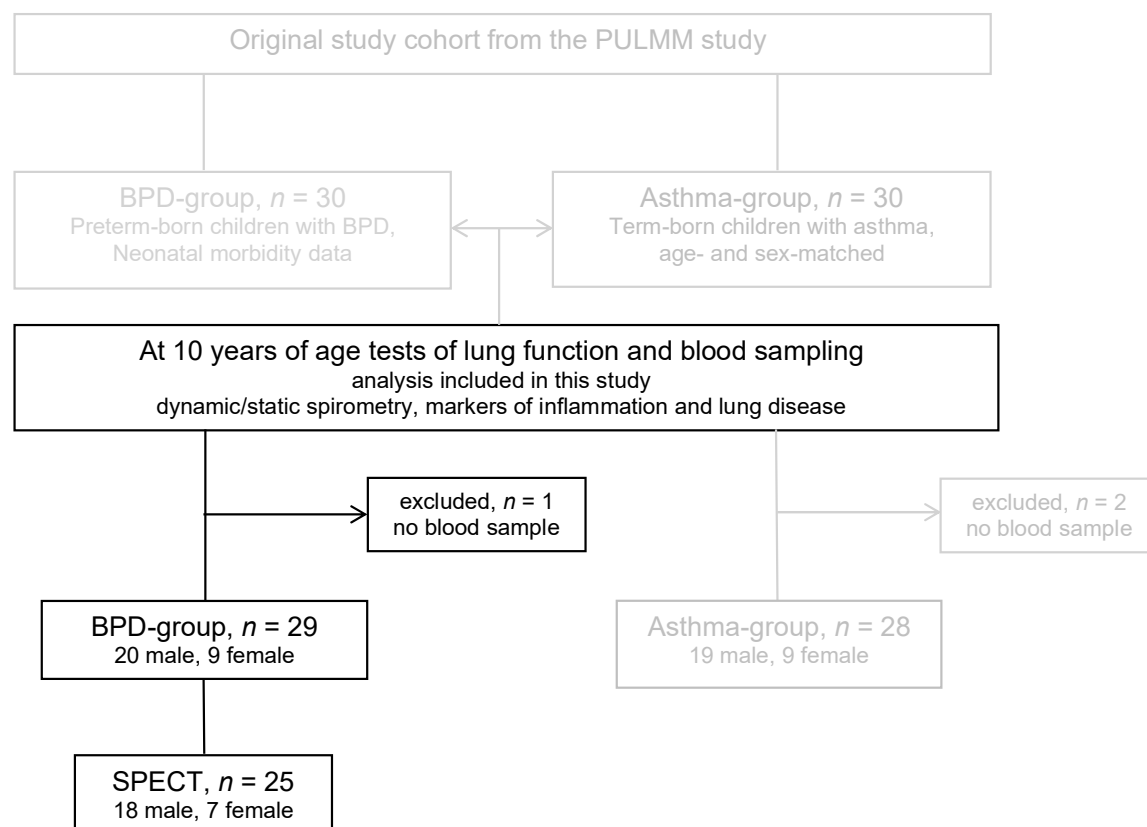 Original study cohort from the PULMM study
BPD-group, n = 30
Preterm-born children with BPD,
Neonatal morbidity data
Asthma-group, n = 30
Term-born children with asthma,
age- and sex-matched
At 10 years of age tests of lung function and blood sampling
analysis included in this study
dynamic/static spirometry, markers of inflammation and lung disease
excluded, n = 1
no blood sample
excluded, n = 2
no blood sample
BPD-group, n = 29
20 male, 9 female
Asthma-group, n = 28
19 male, 9 female
SPECT, n = 25
18 male, 7 female